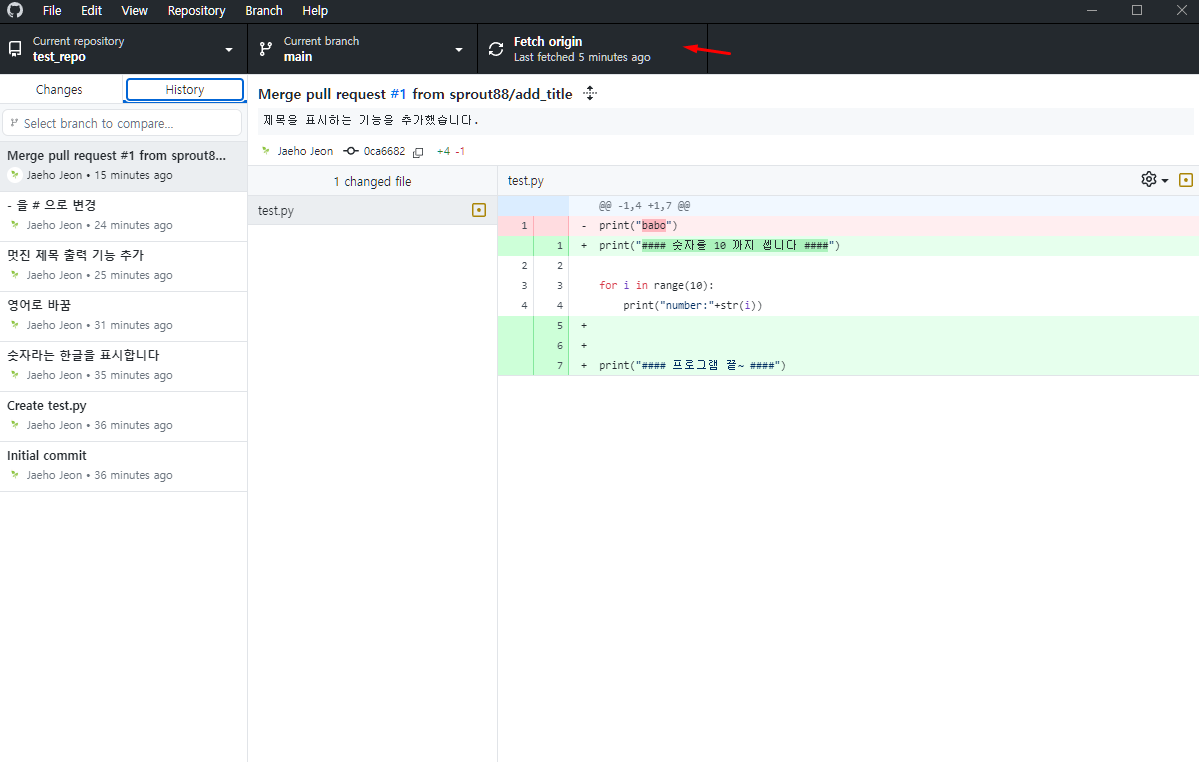 File Edit View Repository Branch Help
Current repository
test_repo
Current branch
main
Fetch origin
Last fetched 5 minutes ago
Changes
History
Select branch to compare...
Merge pull request #1 from sprout8...
Jaeho Jeon • 15 minutes ago
- 을 # 으로 변경
Jaeho Jeon • 24 minutes ago
멋진 제목 출력 기능 추가
Jaeho Jeon • 25 minutes ago
영어로 바꿈
Jaeho Jeon • 31 minutes ago
숫자라는 한글을 표시합니다
Jaeho Jeon • 35 minutes ago
Create test.py
Jaeho Jeon • 36 minutes ago
Initial commit
Jaeho Jeon • 36 minutes ago
Merge pull request #1 from sprout88/add_title
제목을 표시하는 기능을 추가했습니다.
Jaeho Jeon 0ca6682 +4 -1
1 changed file
test.py
test.py
@@ -1,4 +1,7 @@
1 - print("babo")
1 + print("#### 숫자를 10 까지 셉니다 ####")
2 2
3 3 for i in range(10):
4 4 print("number:"+str(i))
5 +
6 +
7 + print("#### 프로그램 끝~ ####")